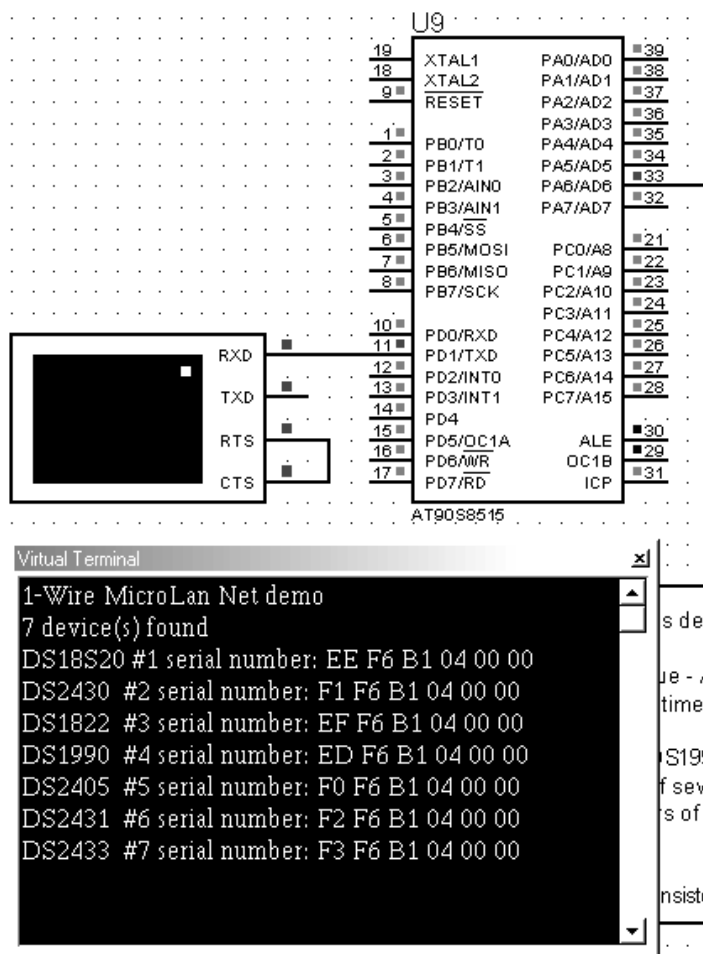 U9
19 XTAL1 PA0/AD0 39
18 XTAL2 PA1/AD1 38
9 RESET PA2/AD2 37
PA3/AD3 36
1 PB0/T0 PA4/AD4 35
2 PB1/T1 PA5/AD5 34
3 PB2/AIN0 PA6/AD6 33
4 PB3/AIN1 PA7/AD7 32
5 PB4/SS
6 PB5/MOSI PC0/A8 21
7 PB6/MISO PC1/A9 22
8 PB7/SCK PC2/A10 23
PC3/A11 24
10 PD0/RXD PC4/A12 25
RXD 11 PD1/TXD PC5/A13 26
12 PD2/INT0 PC6/A14 27
TXD 13 PD3/INT1 PC7/A15 28
14 PD4
RTS 15 PD5/OC1A ALE 30
16 PD6/WR OC1B 29
CTS 17 PD7/RD ICP 31
AT90S8515
Virtual Terminal
1-Wire MicroLan Net demo
7 device(s) found
DS18S20 #1 serial number: EE F6 B1 04 00 00
DS2430 #2 serial number: F1 F6 B1 04 00 00
DS1822 #3 serial number: EF F6 B1 04 00 00
DS1990 #4 serial number: ED F6 B1 04 00 00
DS2405 #5 serial number: F0 F6 B1 04 00 00
DS2431 #6 serial number: F2 F6 B1 04 00 00
DS2433 #7 serial number: F3 F6 B1 04 00 00
s de
ue - 
time
S199
f sev
s of
nsist